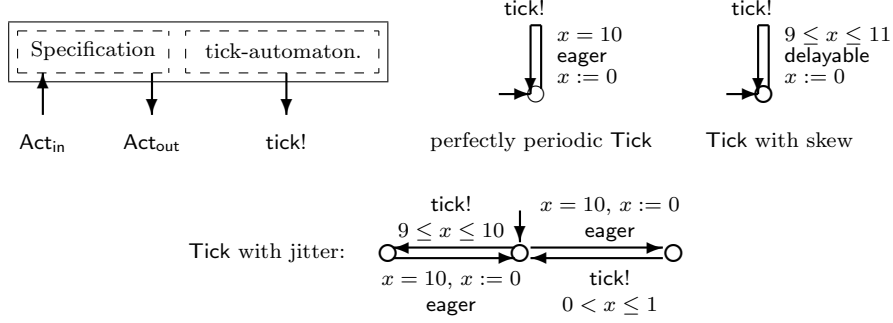 Specification
tick-automaton.
Act_in
Act_out
tick!
tick!
x = 10
eager
x := 0
perfectly periodic Tick
tick!
9 ≤ x ≤ 11
delayable
x := 0
Tick with skew
Tick with jitter:
tick!
9 ≤ x ≤ 10
x = 10, x := 0
eager
x = 10, x := 0
eager
tick!
0 < x ≤ 1